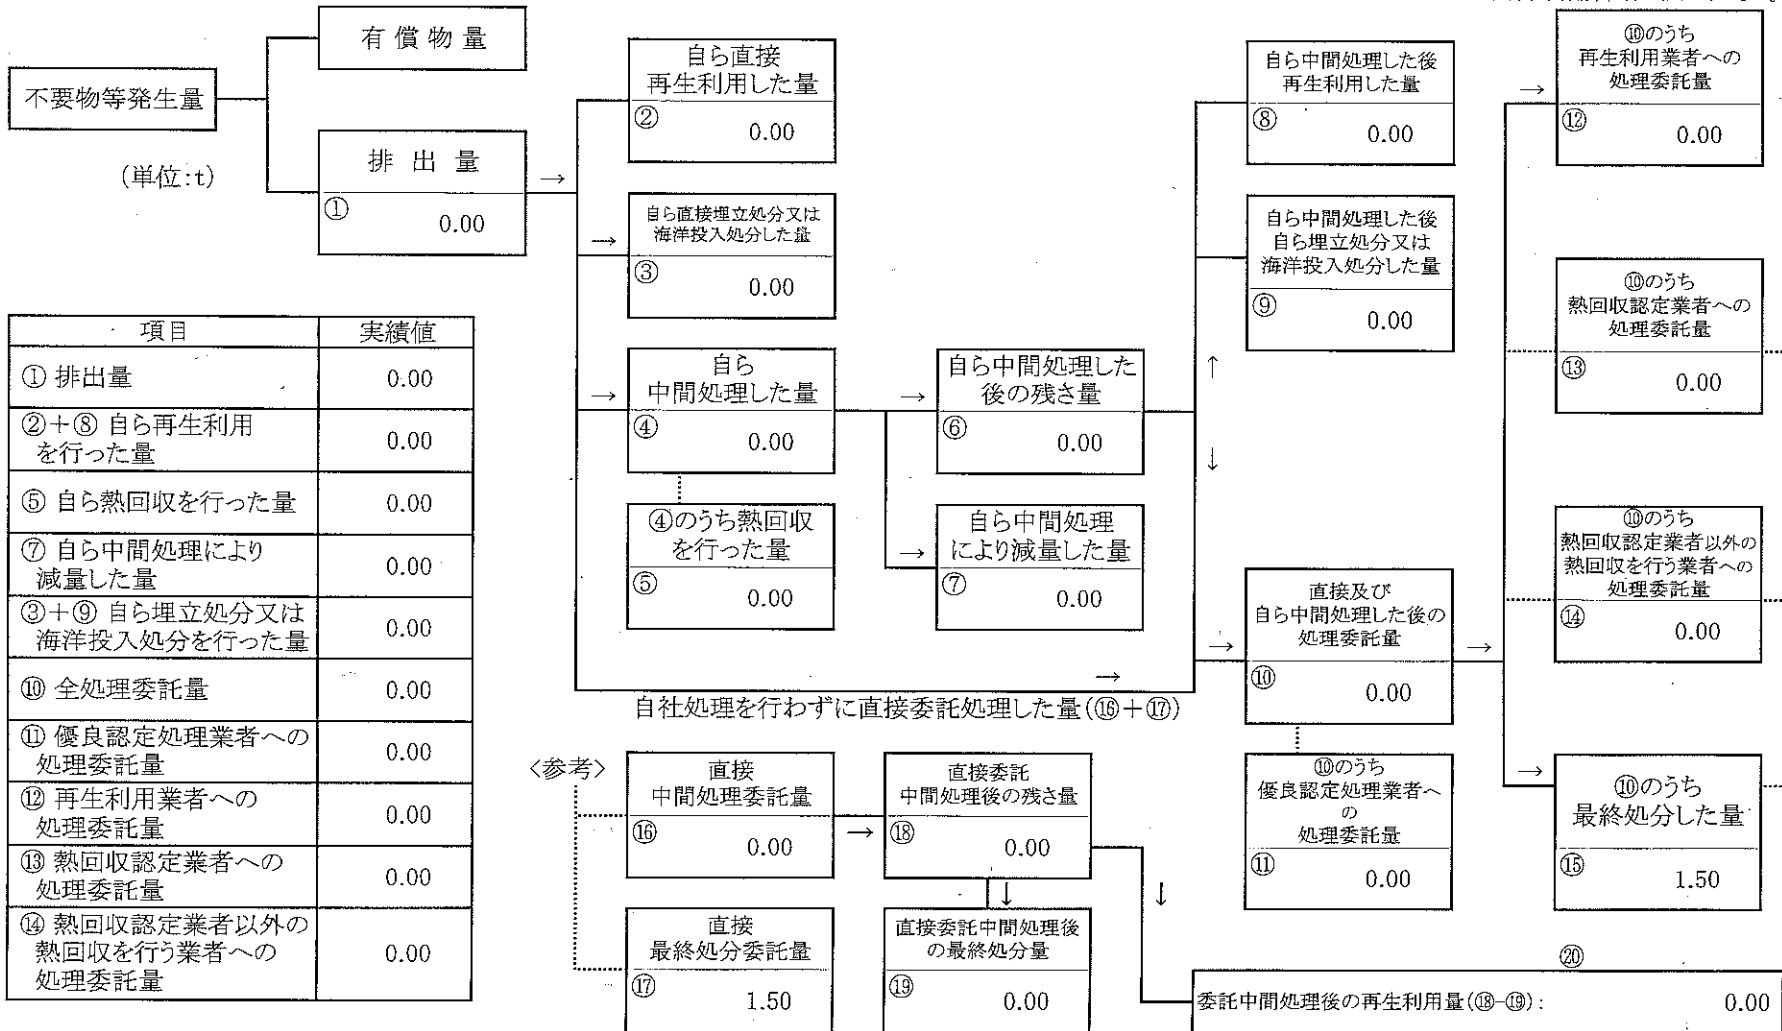 不要物等発生量
(単位:t)
有償物量
排出量
① 0.00
→
自ら直接
再生利用した量
② 0.00
→
自ら直接埋立処分又は
海洋投入処分した量
③ 0.00
→
自ら
中間処理した量
④ 0.00
④のうち熱回収
を行った量
⑤ 0.00
→
自ら中間処理した
後の残さ量
⑥ 0.00
→
自ら中間処理
により減量した量
⑦ 0.00
自ら中間処理した後
再生利用した量
⑧ 0.00
自ら中間処理した後
自ら埋立処分又は
海洋投入処分した量
⑨ 0.00
↑
↓
→
自社処理を行わずに直接委託処理した量(⑯+⑰)
→
直接及び
自ら中間処理した後の
処理委託量
⑩ 0.00
⑩のうち
優良認定処理業者へ
の
処理委託量
⑪ 0.00
→
→
⑩のうち
再生利用業者への
処理委託量
⑫ 0.00
⑩のうち
熱回収認定業者への
処理委託量
⑬ 0.00
⑩のうち
熱回収認定業者以外の
熱回収を行う業者への
処理委託量
⑭ 0.00
→
⑩のうち
最終処分した量
⑮ 1.50
項目 実績値
① 排出量 0.00
②+⑧ 自ら再生利用
を行った量 0.00
⑤ 自ら熱回収を行った量 0.00
⑦ 自ら中間処理により
減量した量 0.00
③+⑨ 自ら埋立処分又は
海洋投入処分を行った量 0.00
⑩ 全処理委託量 0.00
⑪ 優良認定処理業者への
処理委託量 0.00
⑫ 再生利用業者への
処理委託量 0.00
⑬ 熱回収認定業者への
処理委託量 0.00
⑭ 熱回収認定業者以外の
熱回収を行う業者への
処理委託量 0.00
〈参考〉
直接
中間処理委託量
⑯ 0.00
→
直接委託
中間処理後の残さ量
⑱ 0.00
↓
↓
直接
最終処分委託量
⑰ 1.50
直接委託中間処理後
の最終処分量
⑲ 0.00
⑳
委託中間処理後の再生利用量(⑱-⑲): 0.00